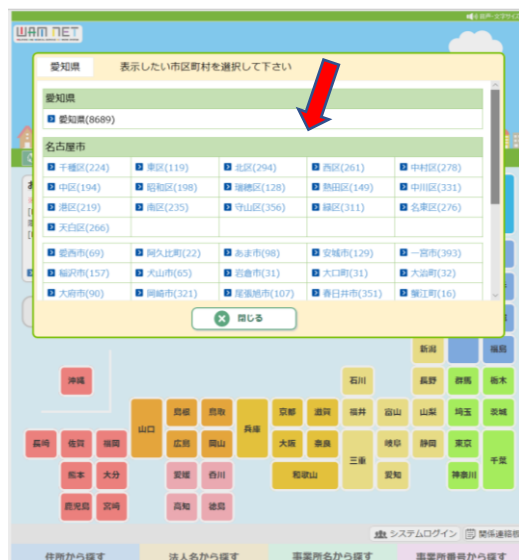 音声・文字サイズ
WAM NET
愛知県 表示したい市区町村を選択して下さい
愛知県
愛知県(8689)
名古屋市
千種区(224) 東区(119) 北区(294) 西区(261) 中村区(278)
中区(194) 昭和区(198) 瑞穂区(128) 熱田区(149) 中川区(331)
港区(219) 南区(235) 守山区(356) 緑区(311) 名東区(276)
天白区(266)
愛西市(69) 阿久比町(22) あま市(98) 安城市(129) 一宮市(393)
稲沢市(157) 犬山市(65) 岩倉市(31) 大口町(31) 大治町(32)
大府市(90) 岡崎市(321) 尾張旭市(107) 春日井市(351) 蟹江町(16)
閉じる
新潟 福島
沖縄 石川 長野 群馬 栃木
山口 島根 鳥取 兵庫 京都 滋賀 福井 富山 山梨 埼玉 茨城
長崎 佐賀 福岡 広島 岡山 大阪 奈良 三重 岐阜 静岡 東京 千葉
熊本 大分 愛媛 香川 和歌山 愛知 神奈川
鹿児島 宮崎 高知 徳島
システムログイン 関係連絡板
住所から探す 法人名から探す 事業所名から探す 事業所番号から探す